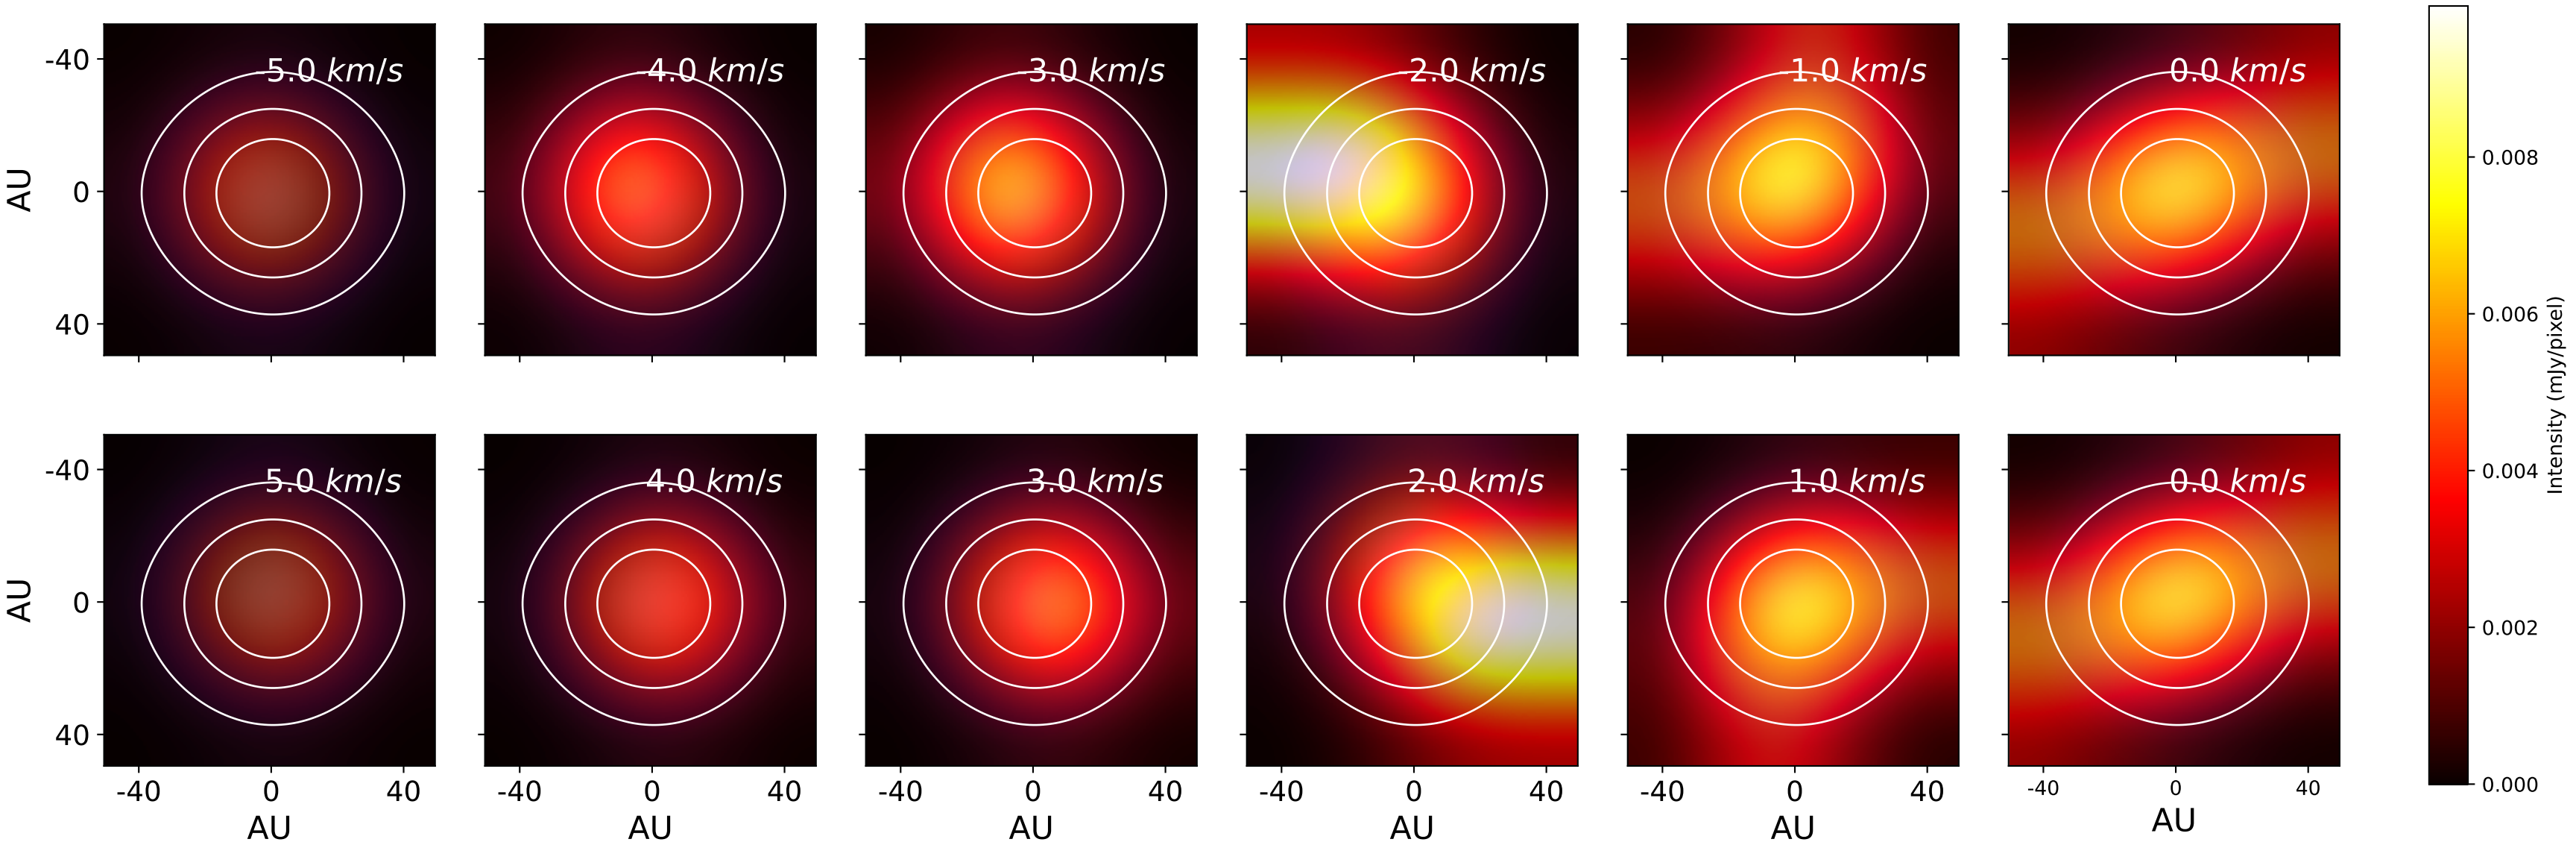 -5.0 km/s
-4.0 km/s
-3.0 km/s
-2.0 km/s
-1.0 km/s
0.0 km/s
-40
0
40
AU
5.0 km/s
4.0 km/s
3.0 km/s
2.0 km/s
1.0 km/s
0.0 km/s
-40
0
40
AU
-40 0 40
-40 0 40
-40 0 40
-40 0 40
-40 0 40
-40 0 40
AU
AU
AU
AU
AU
AU
0.008
0.006
0.004
0.002
0.000
Intensity (mJy/pixel)